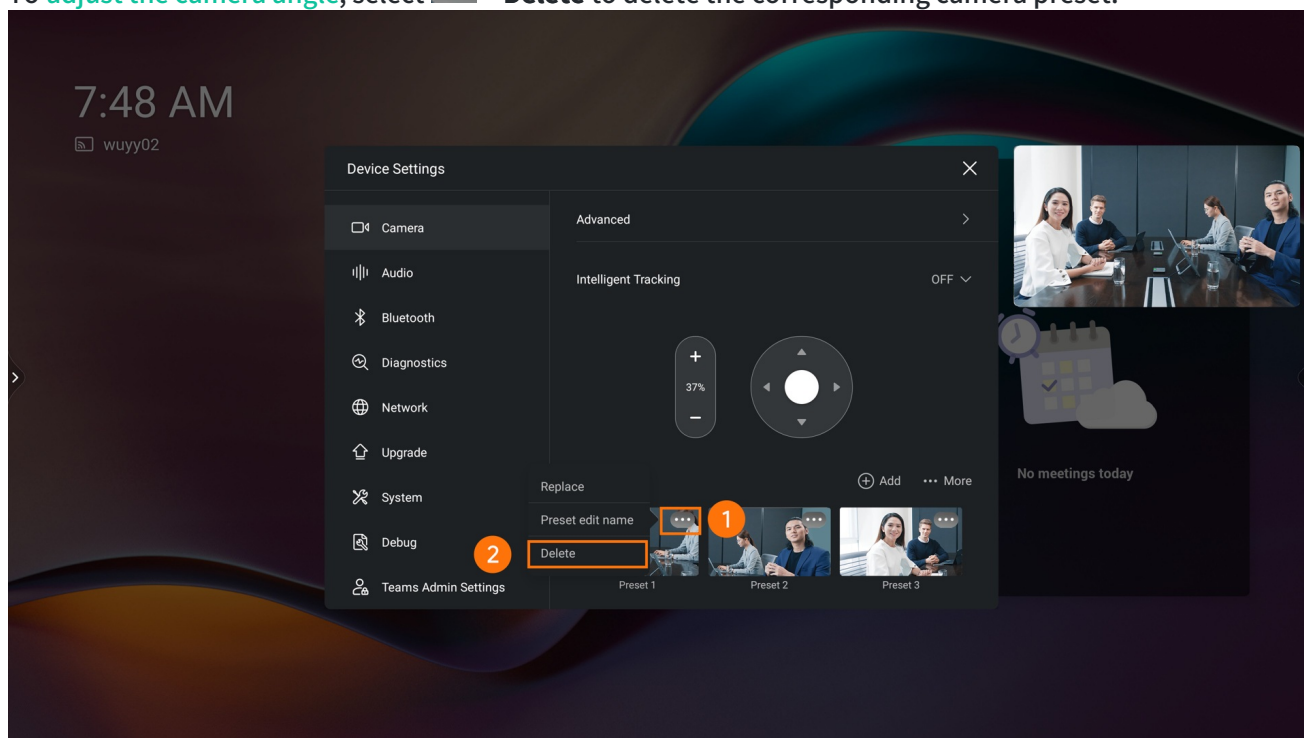 To adjust the camera angle, select Delete to delete the corresponding camera preset.
7:48 AM
wuyy02
Device Settings
Camera
Audio
Bluetooth
Diagnostics
Network
Upgrade
System
Debug
Teams Admin Settings
Advanced
Intelligent Tracking
OFF
+
37%
−
Add
••• More
Replace
Preset edit name
Delete
1
2
Preset 1
Preset 2
Preset 3
No meetings today